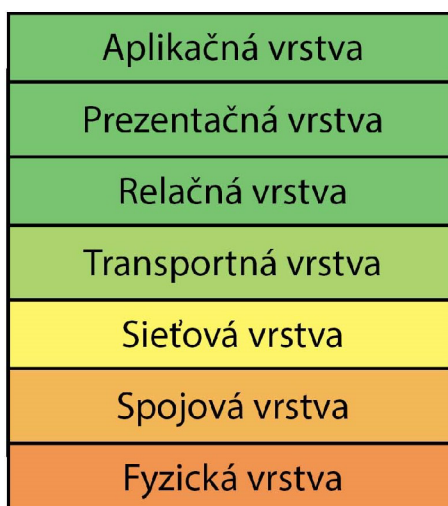 Aplikačná vrstva
Prezentačná vrstva
Relačná vrstva
Transportná vrstva
Sieťová vrstva
Spojová vrstva
Fyzická vrstva